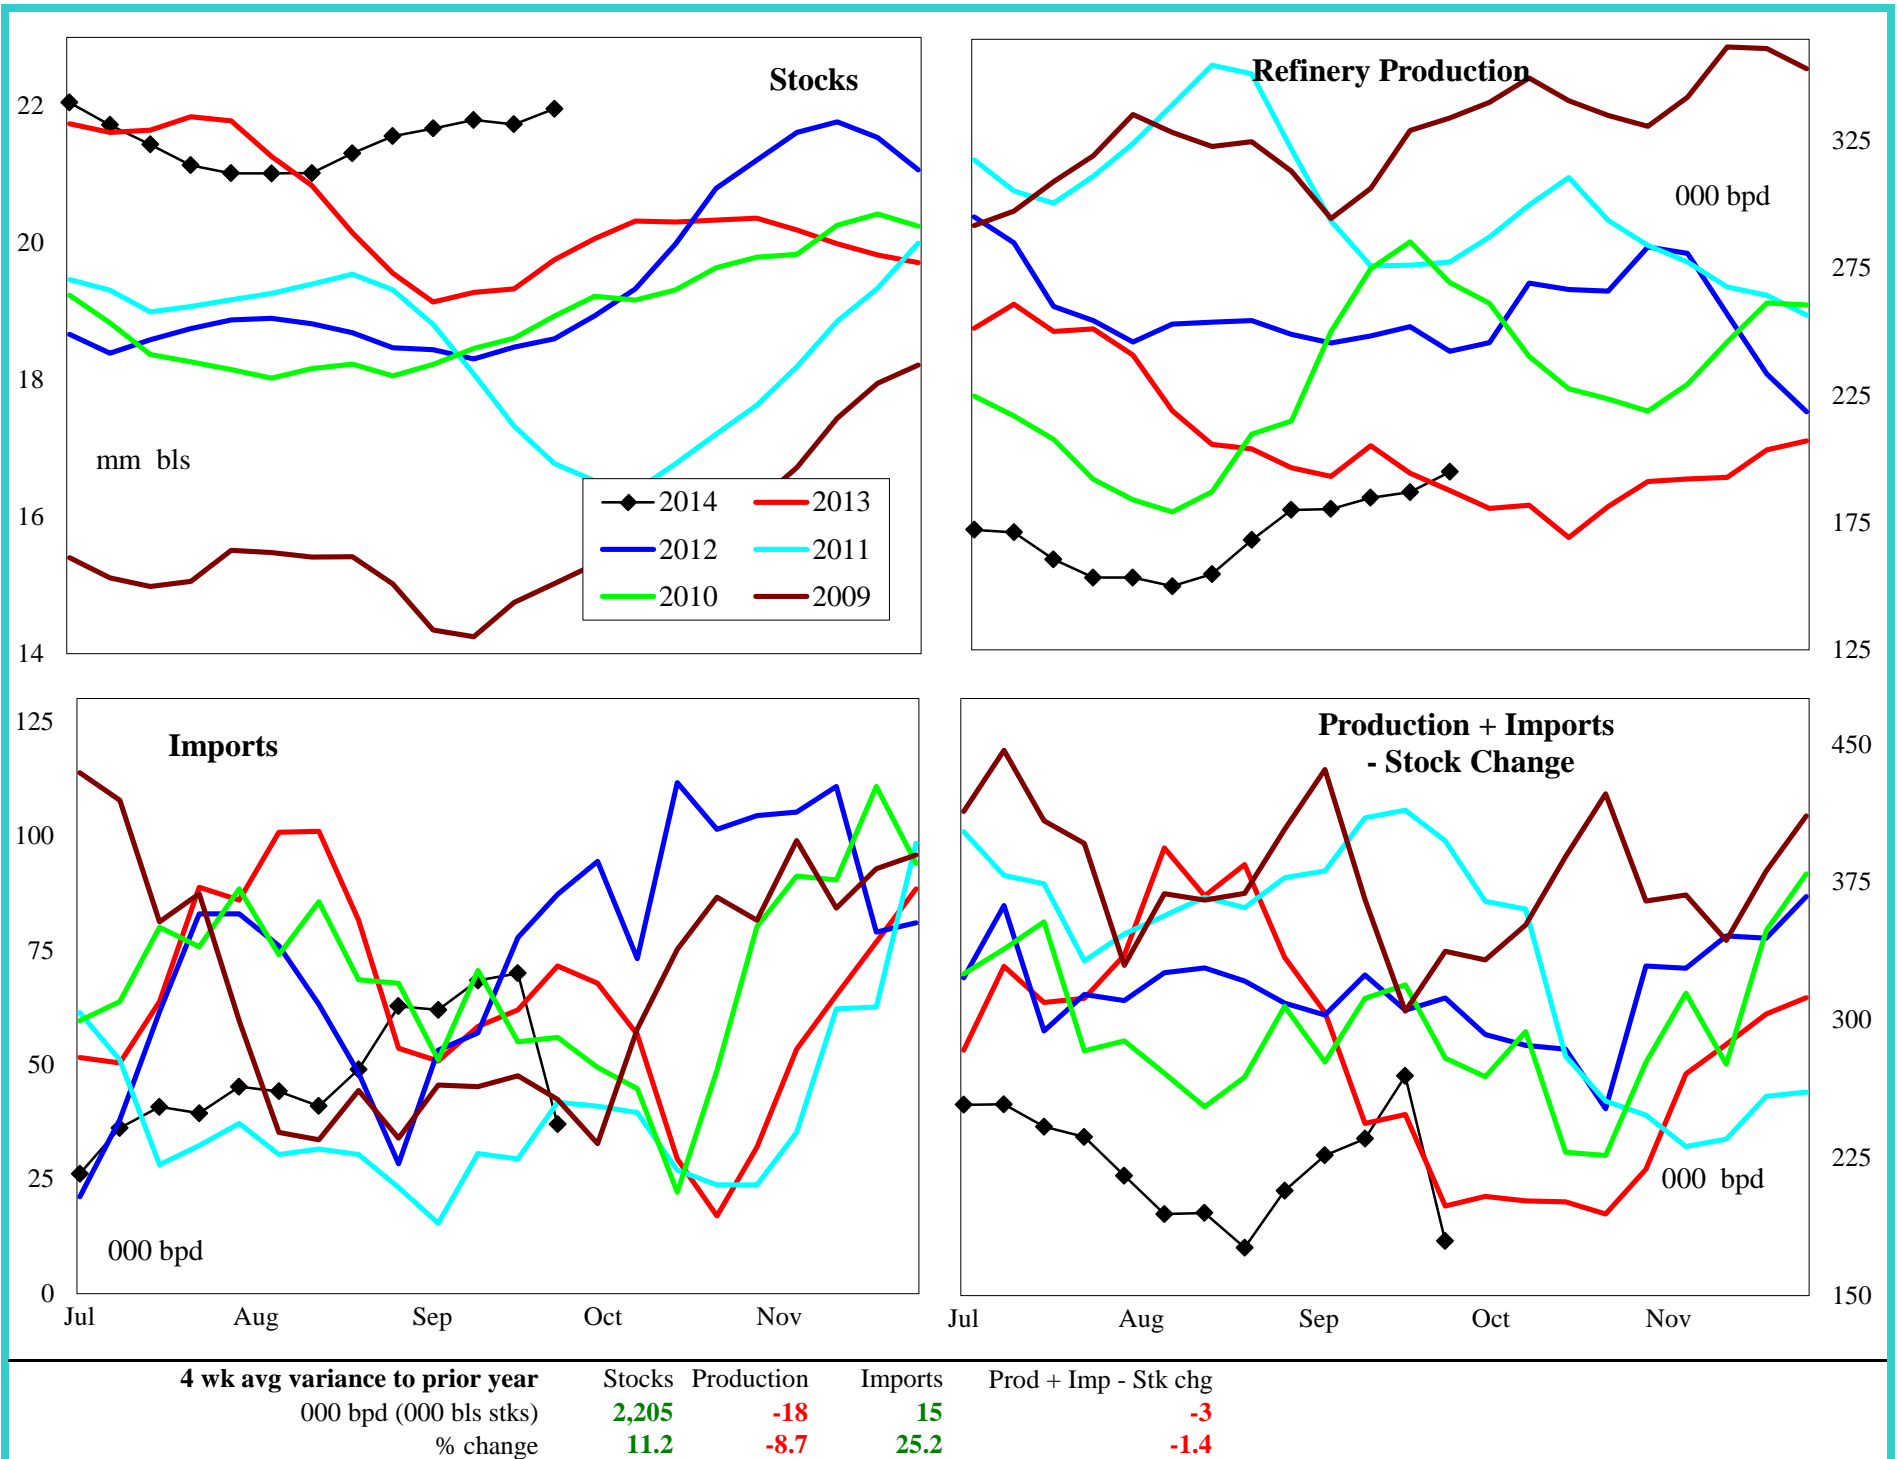 Stocks
22
20
18
16
14
mm bls
2014 2013
2012 2011
2010 2009
Refinery Production
000 bpd
325
275
225
175
125
Imports
125
100
75
50
25
0
000 bpd
Jul Aug Sep Oct Nov
Production + Imports
- Stock Change
450
375
300
225
150
000 bpd
Jul Aug Sep Oct Nov
4 wk avg variance to prior year Stocks Production Imports Prod + Imp - Stk chg
000 bpd (000 bls stks) 2,205 -18 15 -3
% change 11.2 -8.7 25.2 -1.4